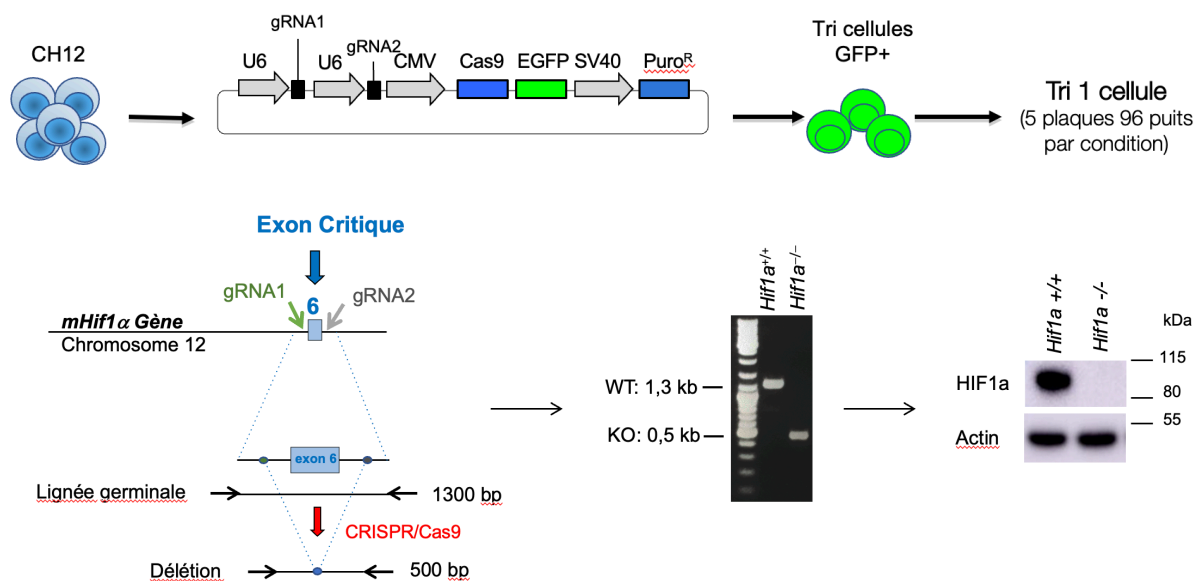 CH12
gRNA1
U6
U6
gRNA2
CMV
Cas9
EGFP
SV40
Puroᴿ
Tri cellules
GFP+
Tri 1 cellule
(5 plaques 96 puits
par condition)
Exon Critique
gRNA1
6
gRNA2
mHif1α Gène
Chromosome 12
exon 6
Lignée germinale
1300 bp
CRISPR/Cas9
Délétion
500 bp
Hif1a+/+
Hif1a-/-
WT: 1,3 kb
KO: 0,5 kb
Hif1a +/+
Hif1a -/-
kDa
115
HIF1a
80
55
Actin